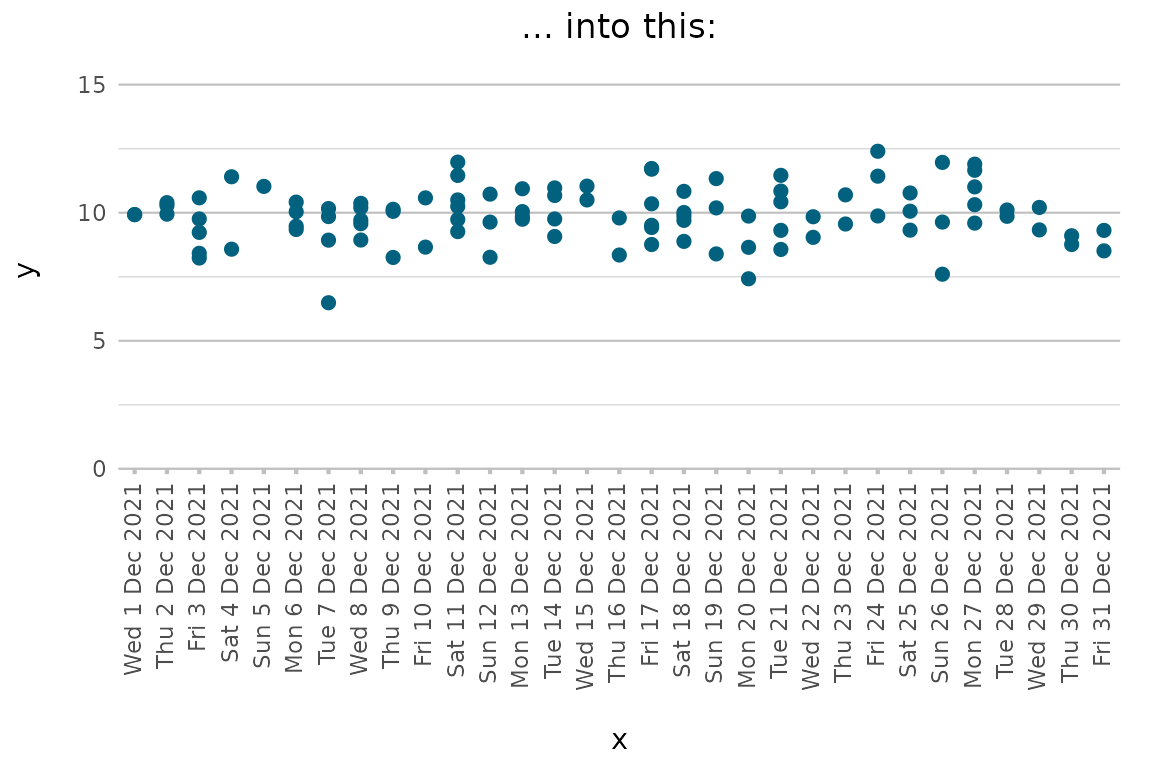 ... into this:
15
10
5
0
y
Wed 1 Dec 2021
Thu 2 Dec 2021
Fri 3 Dec 2021
Sat 4 Dec 2021
Sun 5 Dec 2021
Mon 6 Dec 2021
Tue 7 Dec 2021
Wed 8 Dec 2021
Thu 9 Dec 2021
Fri 10 Dec 2021
Sat 11 Dec 2021
Sun 12 Dec 2021
Mon 13 Dec 2021
Tue 14 Dec 2021
Wed 15 Dec 2021
Thu 16 Dec 2021
Fri 17 Dec 2021
Sat 18 Dec 2021
Sun 19 Dec 2021
Mon 20 Dec 2021
Tue 21 Dec 2021
Wed 22 Dec 2021
Thu 23 Dec 2021
Fri 24 Dec 2021
Sat 25 Dec 2021
Sun 26 Dec 2021
Mon 27 Dec 2021
Tue 28 Dec 2021
Wed 29 Dec 2021
Thu 30 Dec 2021
Fri 31 Dec 2021
x